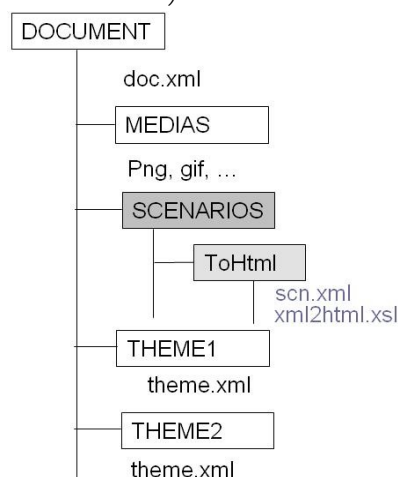 DOCUMENT
doc.xml
MEDIAS
Png, gif, ...
SCENARIOS
ToHtml
scn.xml
xml2html.xsl
THEME1
theme.xml
THEME2
theme.xml